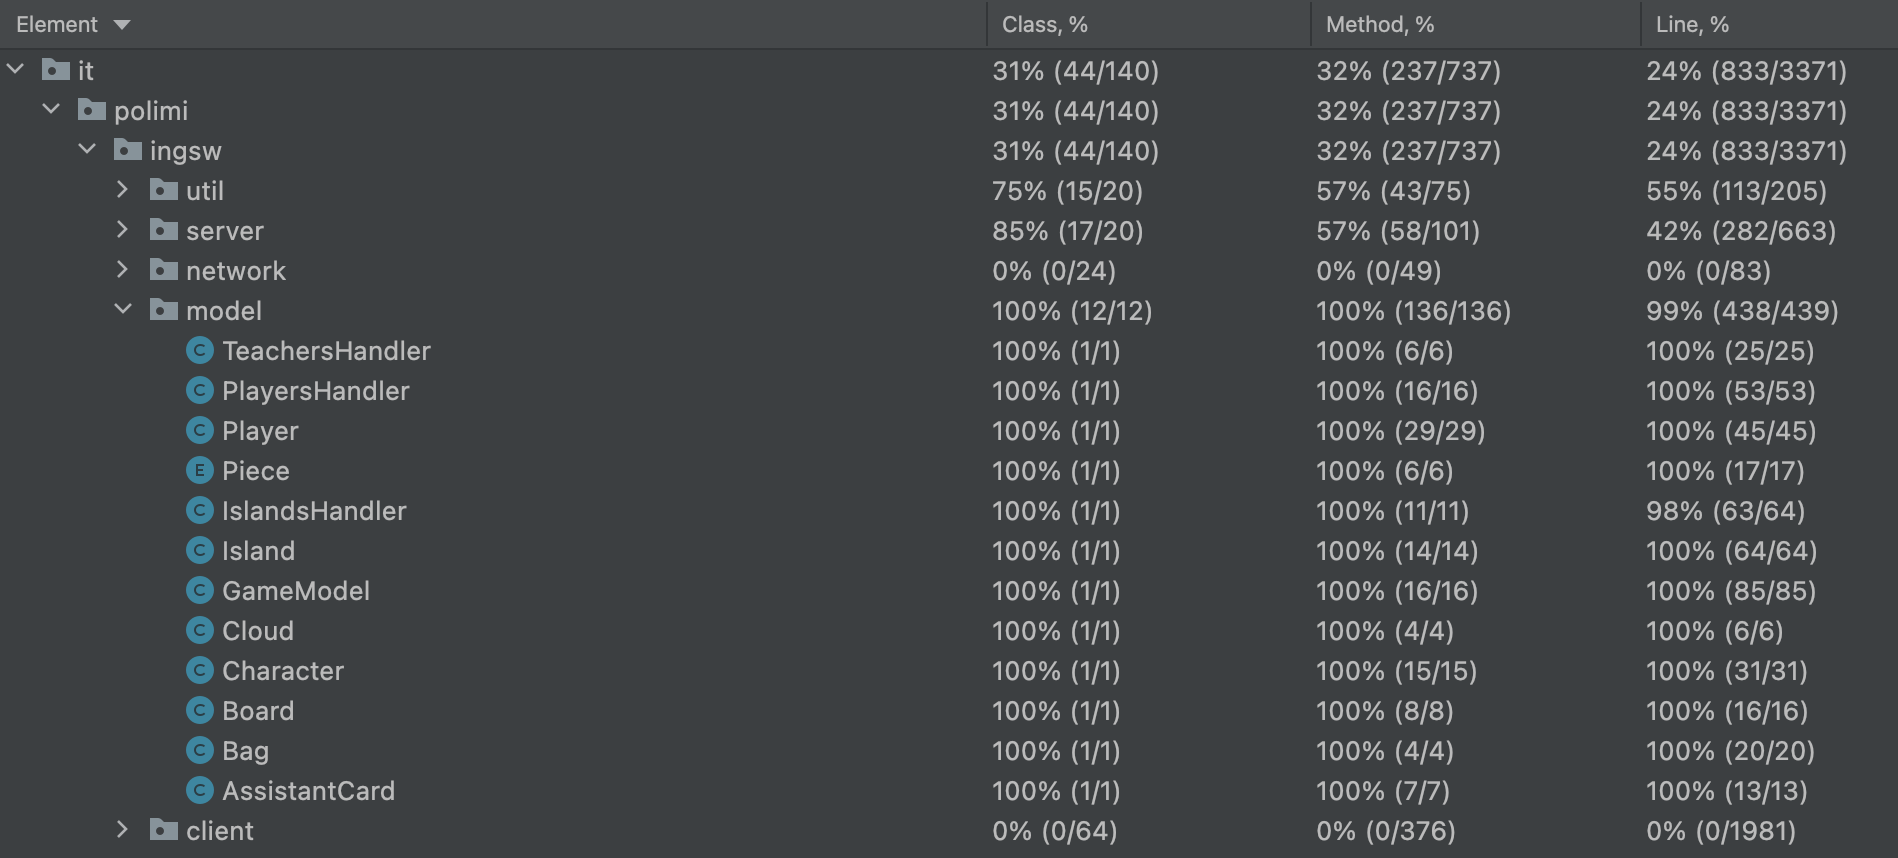 Element Class, % Method, % Line, %
it 31% (44/140) 32% (237/737) 24% (833/3371)
polimi 31% (44/140) 32% (237/737) 24% (833/3371)
ingsw 31% (44/140) 32% (237/737) 24% (833/3371)
util 75% (15/20) 57% (43/75) 55% (113/205)
server 85% (17/20) 57% (58/101) 42% (282/663)
network 0% (0/24) 0% (0/49) 0% (0/83)
model 100% (12/12) 100% (136/136) 99% (438/439)
C TeachersHandler 100% (1/1) 100% (6/6) 100% (25/25)
C PlayersHandler 100% (1/1) 100% (16/16) 100% (53/53)
C Player 100% (1/1) 100% (29/29) 100% (45/45)
E Piece 100% (1/1) 100% (6/6) 100% (17/17)
C IslandsHandler 100% (1/1) 100% (11/11) 98% (63/64)
C Island 100% (1/1) 100% (14/14) 100% (64/64)
C GameModel 100% (1/1) 100% (16/16) 100% (85/85)
C Cloud 100% (1/1) 100% (4/4) 100% (6/6)
C Character 100% (1/1) 100% (15/15) 100% (31/31)
C Board 100% (1/1) 100% (8/8) 100% (16/16)
C Bag 100% (1/1) 100% (4/4) 100% (20/20)
C AssistantCard 100% (1/1) 100% (7/7) 100% (13/13)
client 0% (0/64) 0% (0/376) 0% (0/1981)